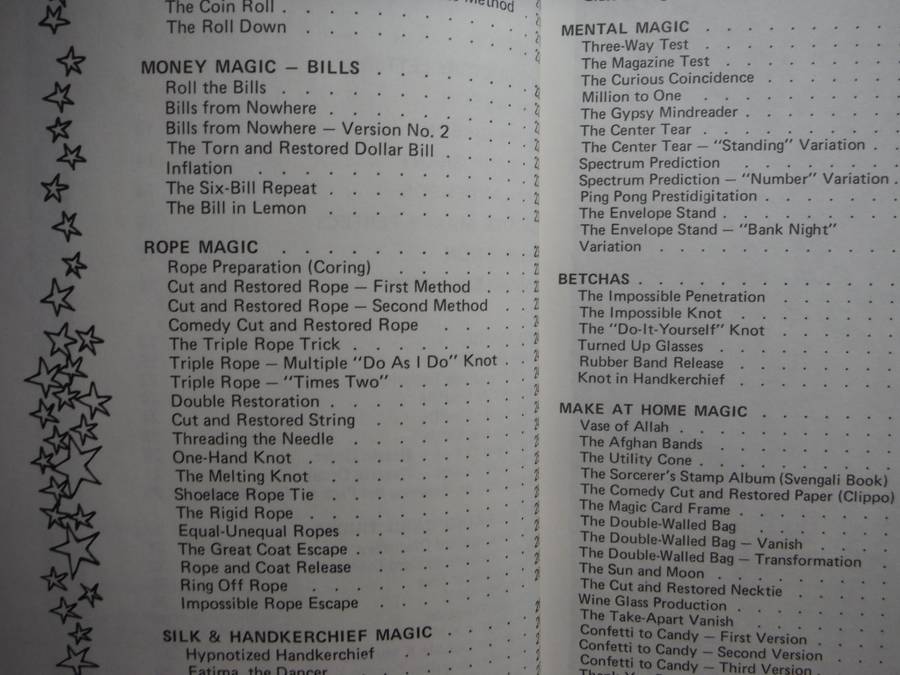 Method
The Coin Roll
The Roll Down
MONEY MAGIC — BILLS
Roll the Bills
Bills from Nowhere
Bills from Nowhere — Version No. 2
The Torn and Restored Dollar Bill
Inflation
The Six-Bill Repeat
The Bill in Lemon
ROPE MAGIC
Rope Preparation (Coring)
Cut and Restored Rope — First Method
Cut and Restored Rope — Second Method
Comedy Cut and Restored Rope
The Triple Rope Trick
Triple Rope — Multiple "Do As I Do" Knot
Triple Rope — "Times Two"
Double Restoration
Cut and Restored String
Threading the Needle
One-Hand Knot
The Melting Knot
Shoelace Rope Tie
The Rigid Rope
Equal-Unequal Ropes
The Great Coat Escape
Rope and Coat Release
Ring Off Rope
Impossible Rope Escape
SILK & HANDKERCHIEF MAGIC
Hypnotized Handkerchief
Fatima, the Dancer
MENTAL MAGIC
Three-Way Test
The Magazine Test
The Curious Coincidence
Million to One
The Gypsy Mindreader
The Center Tear
The Center Tear — "Standing" Variation
Spectrum Prediction
Spectrum Prediction — "Number" Variation
Ping Pong Prestidigitation
The Envelope Stand
The Envelope Stand — "Bank Night"
Variation
BETCHAS
The Impossible Penetration
The Impossible Knot
The "Do-It-Yourself" Knot
Turned Up Glasses
Rubber Band Release
Knot in Handkerchief
MAKE AT HOME MAGIC
Vase of Allah
The Afghan Bands
The Utility Cone
The Sorcerer's Stamp Album (Svengali Book)
The Comedy Cut and Restored Paper (Clippo)
The Magic Card Frame
The Double-Walled Bag
The Double-Walled Bag — Vanish
The Double-Walled Bag — Transformation
The Sun and Moon
The Cut and Restored Necktie
Wine Glass Production
The Take-Apart Vanish
Confetti to Candy — First Version
Confetti to Candy — Second Version
Confetti to Candy — Third Version